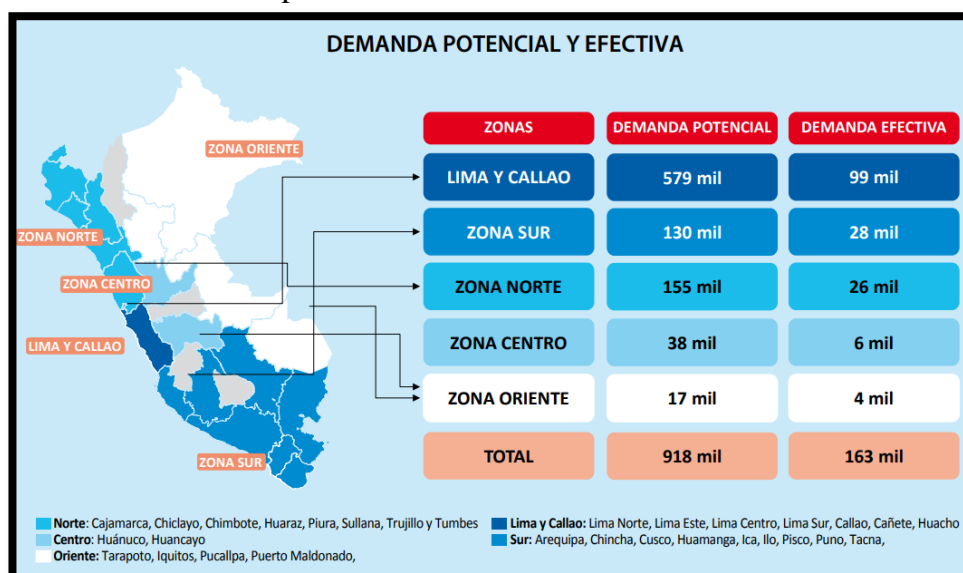 DEMANDA POTENCIAL Y EFECTIVA
ZONA ORIENTE
ZONA NORTE
ZONA CENTRO
LIMA Y CALLAO
ZONA SUR
ZONAS DEMANDA POTENCIAL DEMANDA EFECTIVA
LIMA Y CALLAO 579 mil 99 mil
ZONA SUR 130 mil 28 mil
ZONA NORTE 155 mil 26 mil
ZONA CENTRO 38 mil 6 mil
ZONA ORIENTE 17 mil 4 mil
TOTAL 918 mil 163 mil
Norte: Cajamarca, Chiclayo, Chimbote, Huaraz, Piura, Sullana, Trujillo y Tumbes
Centro: Huánuco, Huancayo
Oriente: Tarapoto, Iquitos, Pucallpa, Puerto Maldonado,
Lima y Callao: Lima Norte, Lima Este, Lima Centro, Lima Sur, Callao, Cañete, Huacho
Sur: Arequipa, Chincha, Cusco, Huamanga, Ica, Ilo, Pisco, Puno, Tacna,